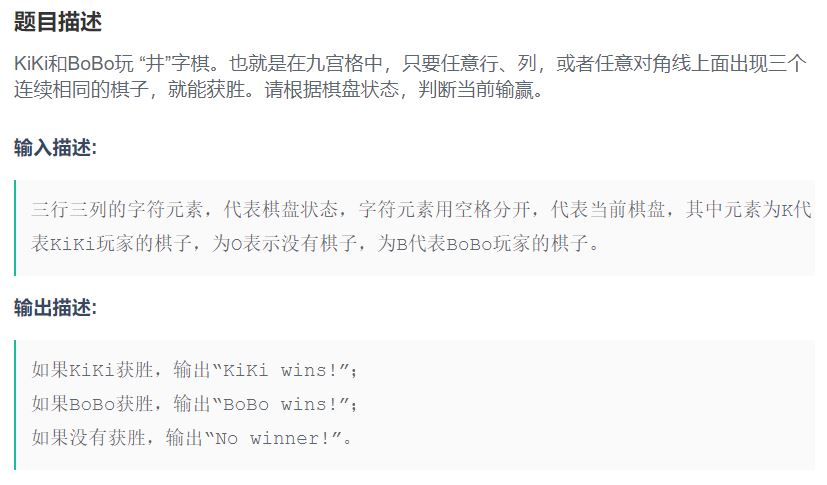 题目描述
KiKi和BoBo玩 “井”字棋。也就是在九宫格中，只要任意行、列，或者任意对角线上面出现三个
连续相同的棋子，就能获胜。请根据棋盘状态，判断当前输赢。
输入描述:
三行三列的字符元素，代表棋盘状态，字符元素用空格分开，代表当前棋盘，其中元素为K代
表KiKi玩家的棋子，为O表示没有棋子，为B代表BoBo玩家的棋子。
输出描述:
如果KiKi获胜，输出“KiKi wins!”；
如果BoBo获胜，输出“BoBo wins!”；
如果没有获胜，输出“No winner!”。